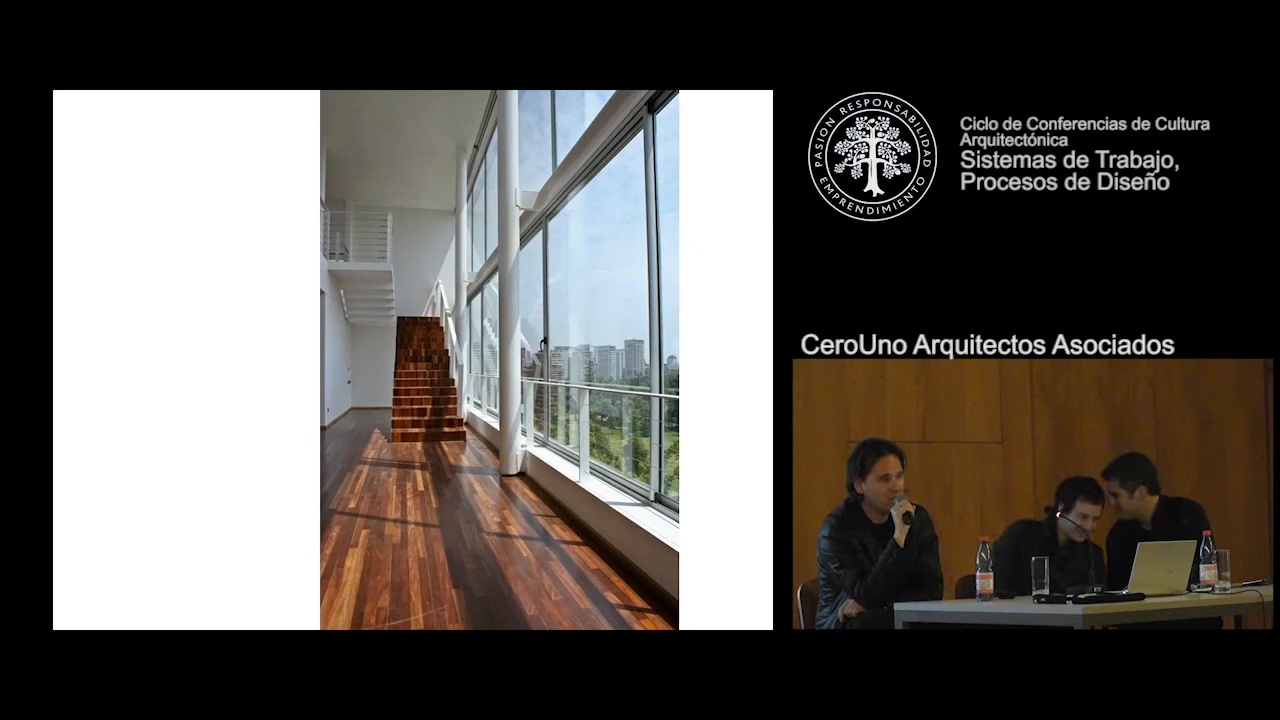 PASION RESPONSABILIDAD EMPRENDIMIENTO
Ciclo de Conferencias de Cultura
Arquitectónica
Sistemas de Trabajo,
Procesos de Diseño
CeroUno Arquitectos Asociados